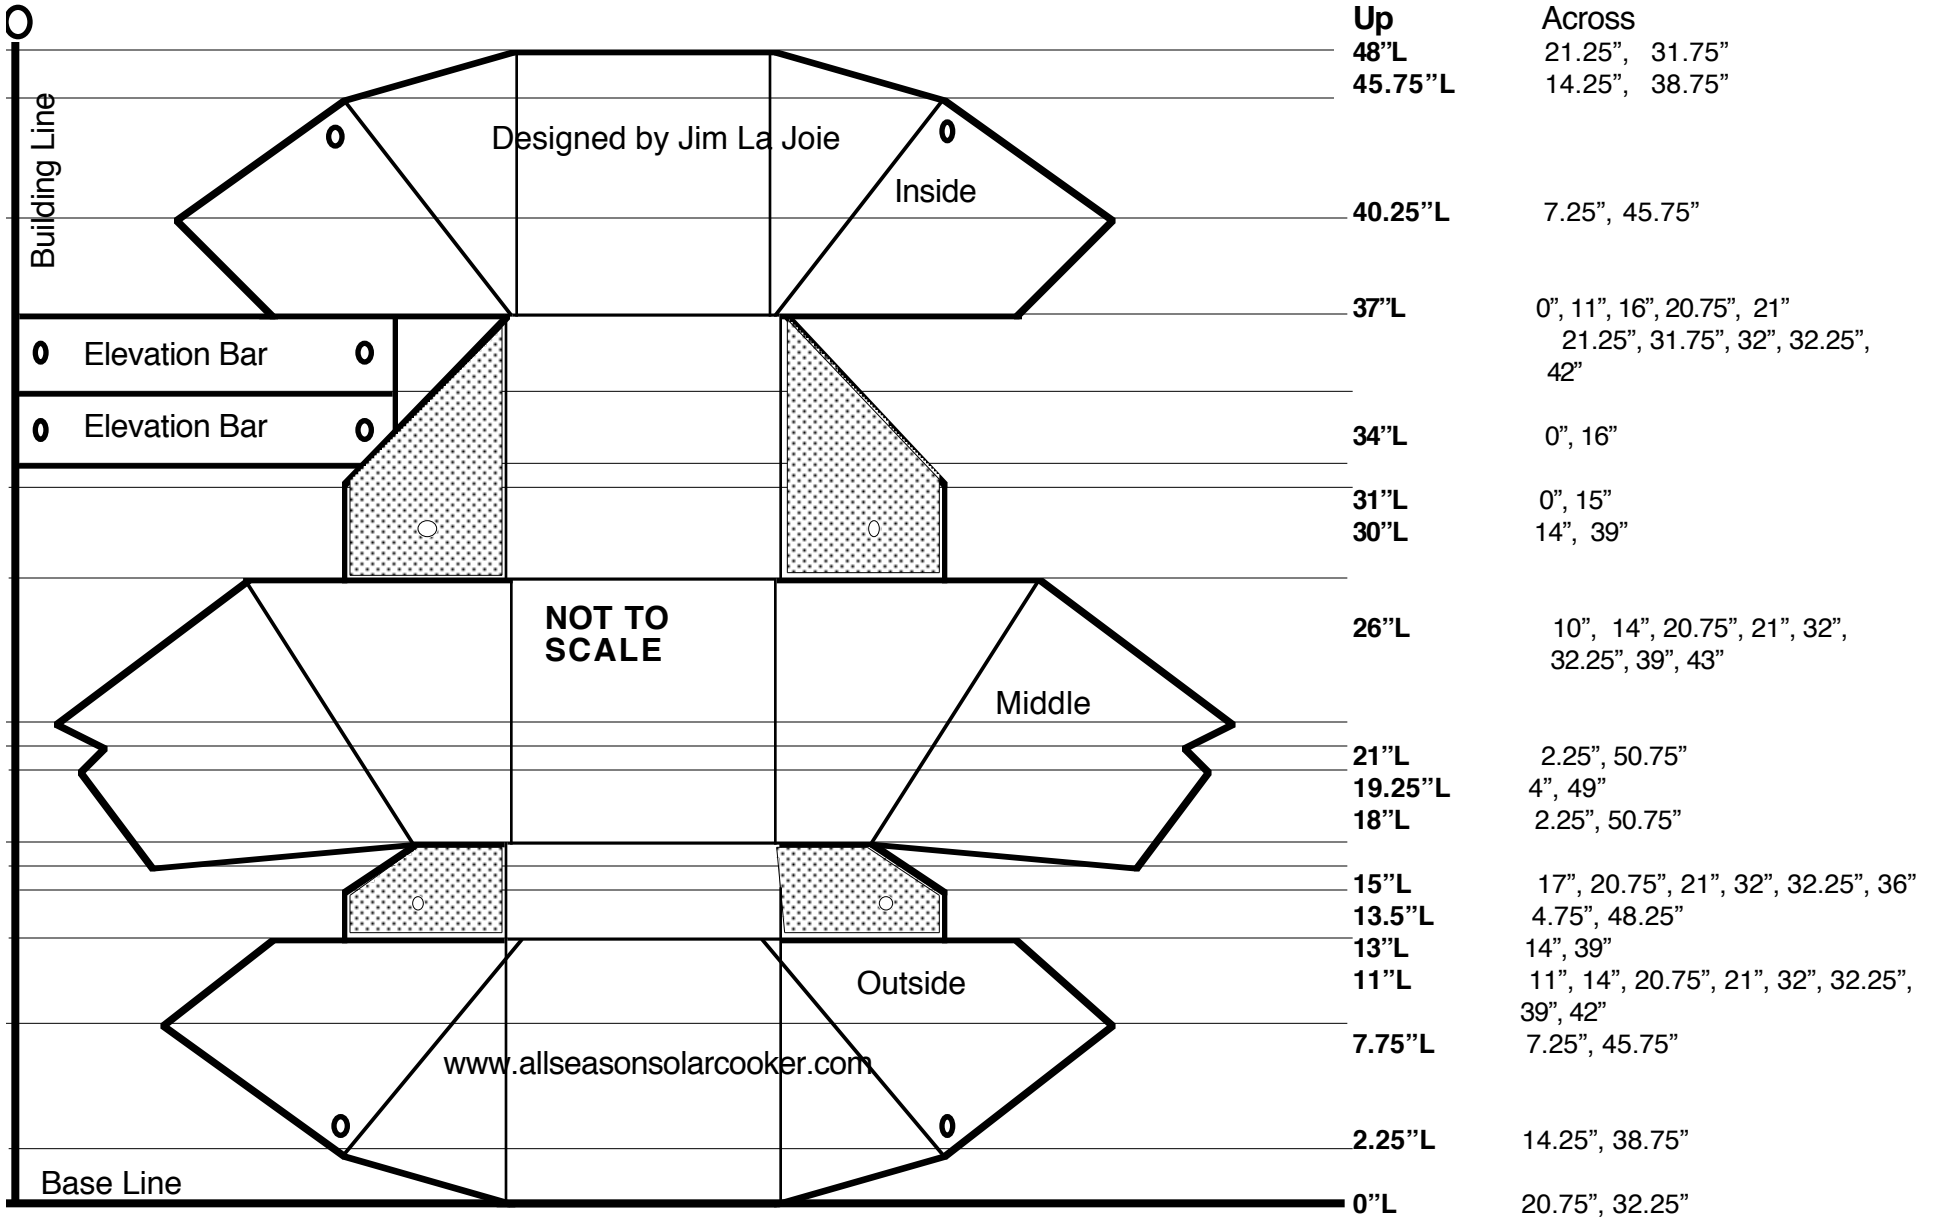 O
Building Line
Designed by Jim La Joie
Inside
Elevation Bar
Elevation Bar
NOT TO
SCALE
Middle
Outside
www.allseasonsolarcooker.com
Base Line
Up Across
48”L 21.25”, 31.75”
45.75”L 14.25”, 38.75”
40.25”L 7.25”, 45.75”
37”L 0”, 11”, 16”, 20.75”, 21”
21.25”, 31.75”, 32”, 32.25”,
42”
34”L 0”, 16”
31”L 0”, 15”
30”L 14”, 39”
26”L 10”, 14”, 20.75”, 21”, 32”,
32.25”, 39”, 43”
21”L 2.25”, 50.75”
19.25”L 4”, 49”
18”L 2.25”, 50.75”
15”L 17”, 20.75”, 21”, 32”, 32.25”, 36”
13.5”L 4.75”, 48.25”
13”L 14”, 39”
11”L 11”, 14”, 20.75”, 21”, 32”, 32.25”,
39”, 42”
7.75”L 7.25”, 45.75”
2.25”L 14.25”, 38.75”
0”L 20.75”, 32.25”